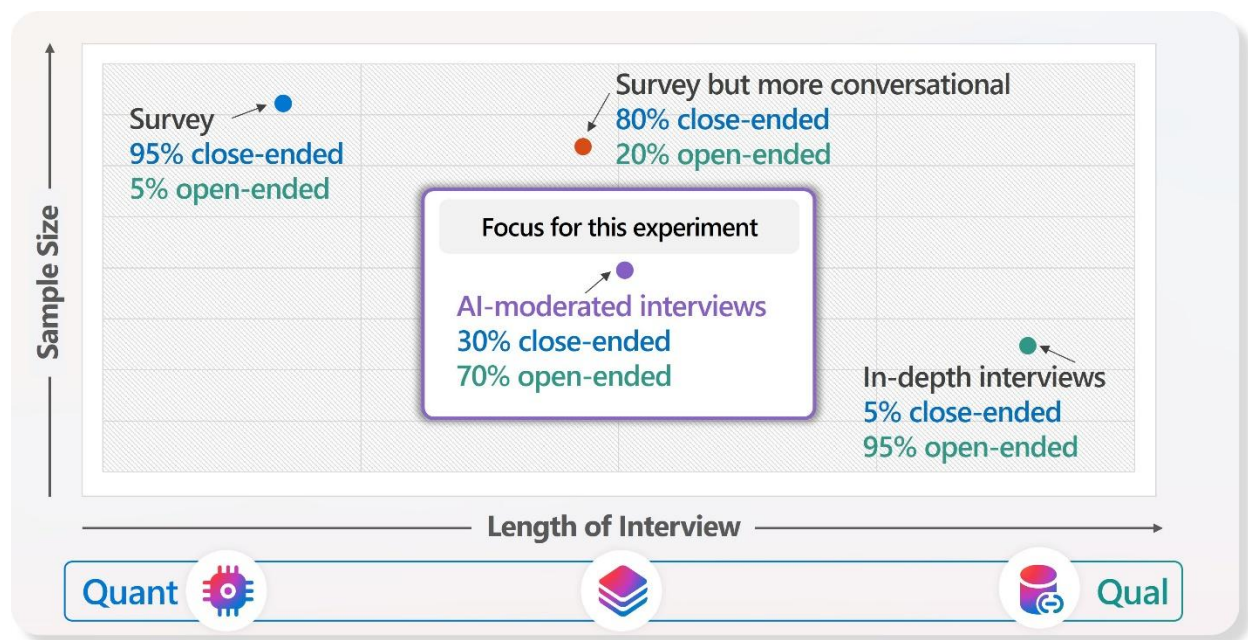 Survey
95% close-ended
5% open-ended
Survey but more conversational
80% close-ended
20% open-ended
Focus for this experiment
AI-moderated interviews
30% close-ended
70% open-ended
In-depth interviews
5% close-ended
95% open-ended
Sample Size
Length of Interview
Quant
Qual